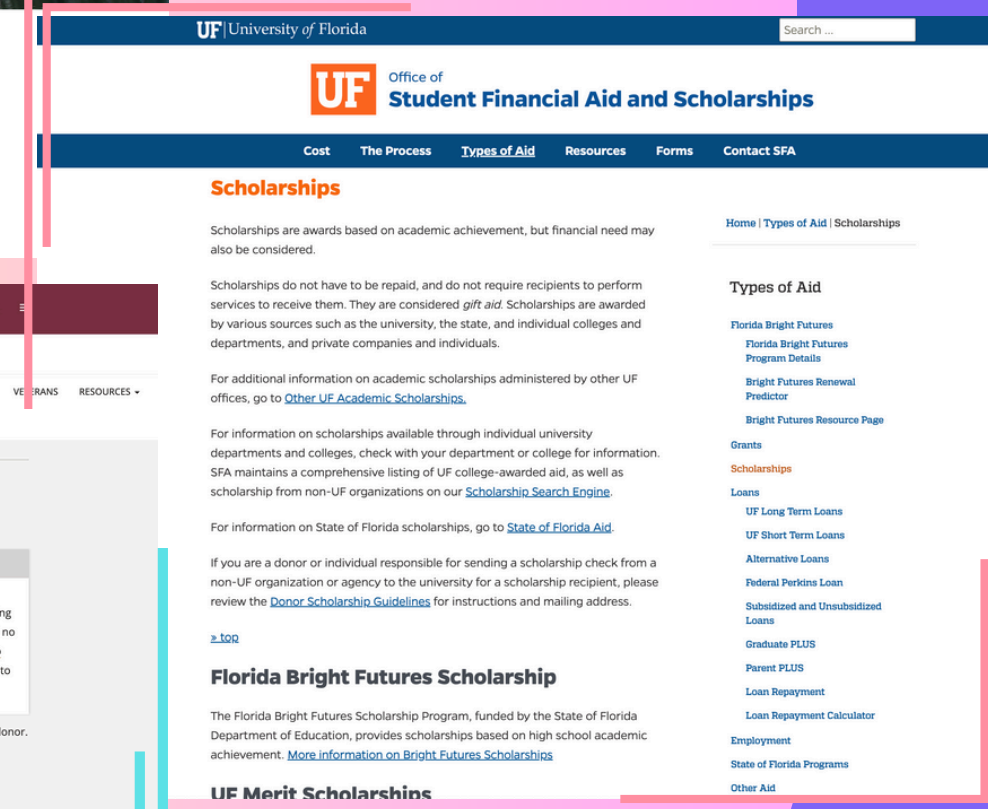 UF | University of Florida
Search ...
UF
Office of
Student Financial Aid and Scholarships
Cost The Process Types of Aid Resources Forms Contact SFA
Scholarships
Scholarships are awards based on academic achievement, but financial need may
also be considered.
Scholarships do not have to be repaid, and do not require recipients to perform
services to receive them. They are considered gift aid. Scholarships are awarded
by various sources such as the university, the state, and individual colleges and
departments, and private companies and individuals.
For additional information on academic scholarships administered by other UF
offices, go to Other UF Academic Scholarships.
For information on scholarships available through individual university
departments and colleges, check with your department or college for information.
SFA maintains a comprehensive listing of UF college-awarded aid, as well as
scholarship from non-UF organizations on our Scholarship Search Engine.
For information on State of Florida scholarships, go to State of Florida Aid.
If you are a donor or individual responsible for sending a scholarship check from a
non-UF organization or agency to the university for a scholarship recipient, please
review the Donor Scholarship Guidelines for instructions and mailing address.
» top
Florida Bright Futures Scholarship
The Florida Bright Futures Scholarship Program, funded by the State of Florida
Department of Education, provides scholarships based on high school academic
achievement. More information on Bright Futures Scholarships
UF Merit Scholarships
Home | Types of Aid | Scholarships
Types of Aid
Florida Bright Futures
Florida Bright Futures
Program Details
Bright Futures Renewal
Predictor
Bright Futures Resource Page
Grants
Scholarships
Loans
UF Long Term Loans
UF Short Term Loans
Alternative Loans
Federal Perkins Loan
Subsidized and Unsubsidized
Loans
Graduate PLUS
Parent PLUS
Loan Repayment
Loan Repayment Calculator
Employment
State of Florida Programs
Other Aid
RESOURCES
no
to
donor.